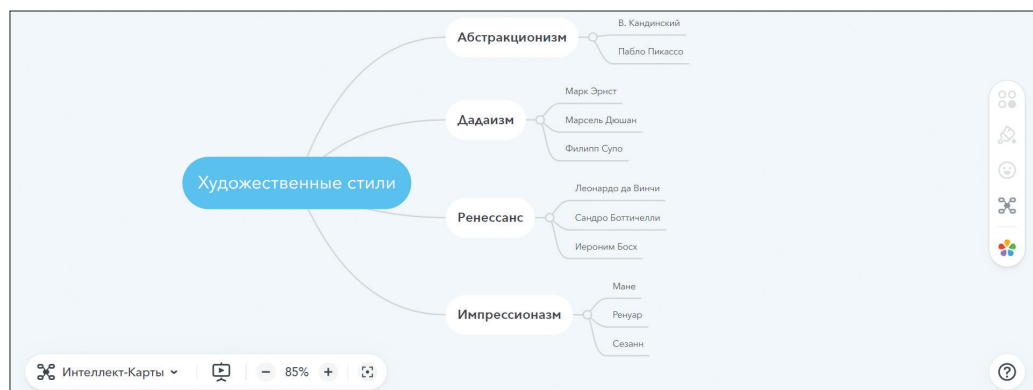 Художественные стили
Абстракционизм
В. Кандинский
Пабло Пикассо
Дадаизм
Марк Эрнст
Марсель Дюшан
Филипп Супо
Ренессанс
Леонардо да Винчи
Сандро Боттичелли
Иероним Босх
Импрессионазм
Мане
Ренуар
Сезанн
Интеллект-Карты
− 85% +
?